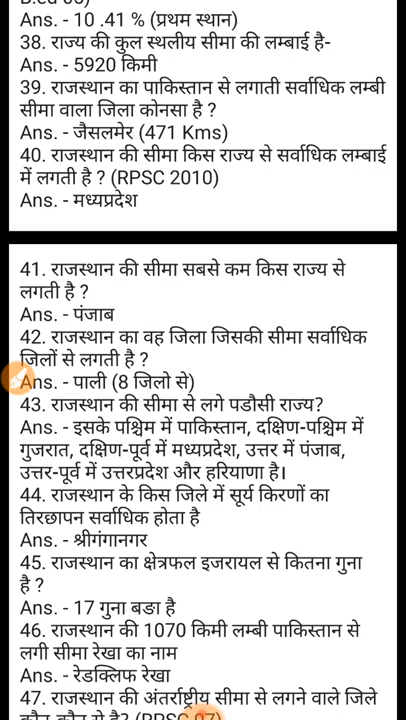 Ans. - 10 .41 % (प्रथम स्थान)
38. राज्य की कुल स्थलीय सीमा की लम्बाई है-
Ans. - 5920 किमी
39. राजस्थान का पाकिस्तान से लगाती सर्वाधिक लम्बी
सीमा वाला जिला कोनसा है ?
Ans. - जैसलमेर (471 Kms)
40. राजस्थान की सीमा किस राज्य से सर्वाधिक लम्बाई
में लगती है ? (RPSC 2010)
Ans. - मध्यप्रदेश
41. राजस्थान की सीमा सबसे कम किस राज्य से
लगती है ?
Ans. - पंजाब
42. राजस्थान का वह जिला जिसकी सीमा सर्वाधिक
जिलों से लगती है ?
Ans. - पाली (8 जिलो से)
43. राजस्थान की सीमा से लगे पडौसी राज्य?
Ans. - इसके पश्चिम में पाकिस्तान, दक्षिण-पश्चिम में
गुजरात, दक्षिण-पूर्व में मध्यप्रदेश, उत्तर में पंजाब,
उत्तर-पूर्व में उत्तरप्रदेश और हरियाणा है।
44. राजस्थान के किस जिले में सूर्य किरणों का
तिरछापन सर्वाधिक होता है
Ans. - श्रीगंगानगर
45. राजस्थान का क्षेत्रफल इजरायल से कितना गुना
है ?
Ans. - 17 गुना बङा है
46. राजस्थान की 1070 किमी लम्बी पाकिस्तान से
लगी सीमा रेखा का नाम
Ans. - रेडक्लिफ रेखा
47. राजस्थान की अंतर्राष्ट्रीय सीमा से लगने वाले जिले